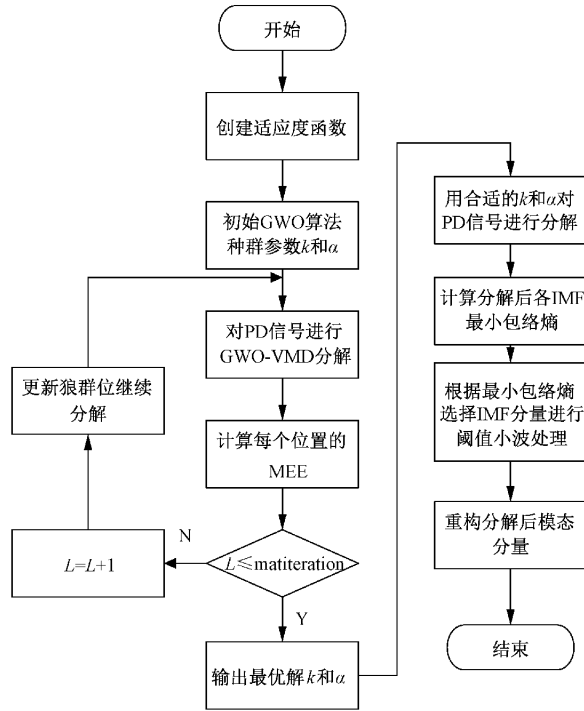 开始
创建适应度函数
初始GWO算法
种群参数k和α
对PD信号进行
GWO-VMD分解
更新狼群位继续
分解
计算每个位置的
MEE
N
L=L+1
L≤matiteration
Y
输出最优解k和α
用合适的k和α对
PD信号进行分解
计算分解后各IMF
最小包络熵
根据最小包络熵
选择IMF分量进行
阈值小波处理
重构分解后模态
分量
结束